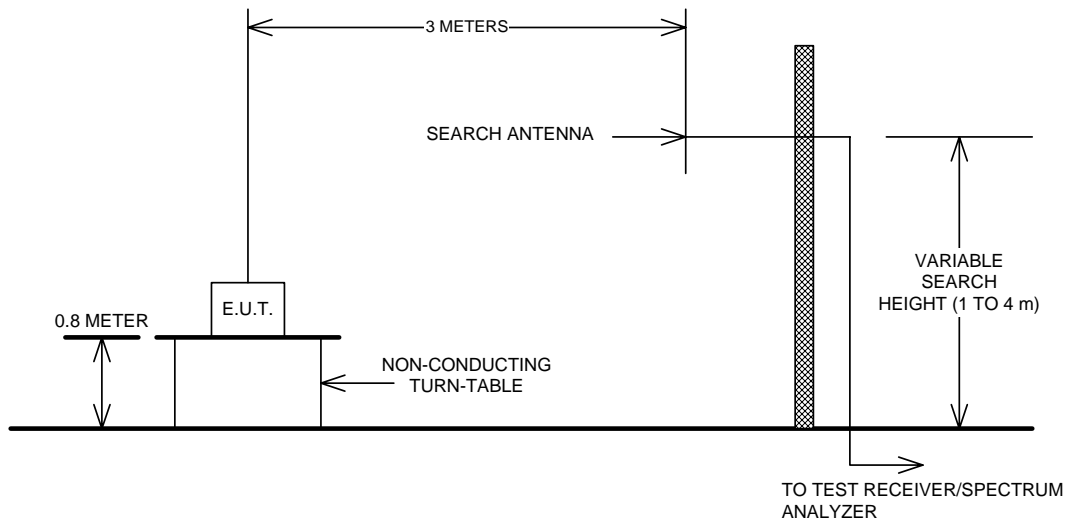 3 METERS
SEARCH ANTENNA
VARIABLE
SEARCH
HEIGHT (1 TO 4 m)
E.U.T.
0.8 METER
NON-CONDUCTING
TURN-TABLE
TO TEST RECEIVER/SPECTRUM
ANALYZER